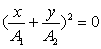 (x/A₁ + y/A₂)² = 0